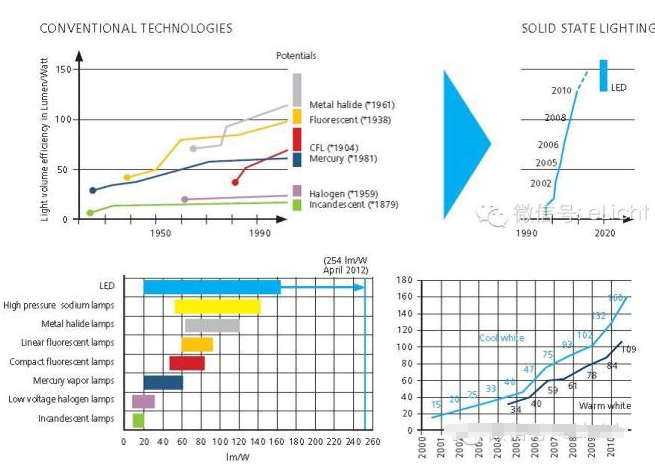 CONVENTIONAL TECHNOLOGIES
Light volume efficiency in Lumen/Watt
150
100
50
0
1950
1990
Potentials
Metal halide (*1961)
Fluorescent (*1938)
CFL (*1904)
Mercury (*1981)
Halogen (*1959)
Incandescent (*1879)
SOLID STATE LIGHTING
2010
2008
2006
2005
2002
LED
1990
2020
微信号: eLicht
(254 lm/W
April 2012)
LED
High pressure sodium lamps
Metal halide lamps
Linear fluorescent lamps
Compact fluorescent lamps
Mercury vapor lamps
Low voltage halogen lamps
Incandescent lamps
0 20 40 60 80 100 120 140 160 180 200 220 240 260
lm/W
180
160
140
120
100
80
60
40
20
0
Cool white
15 20 25 33 40 47 75 93 102 132 160
34 40 59 61 78 84 109
Warm white
2000 2001 2002 2003 2004 2005 2006 2007 2008 2009 2010